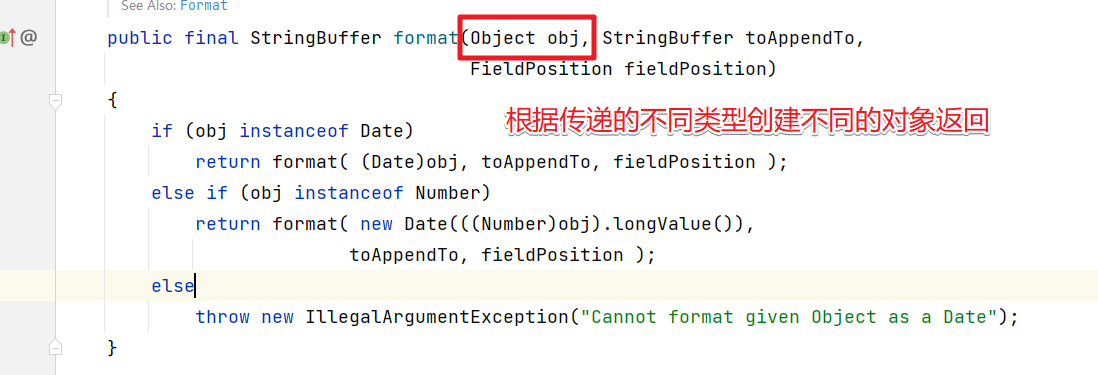 See Also: Format
public final StringBuffer format(Object obj, StringBuffer toAppendTo,
FieldPosition fieldPosition)
{
if (obj instanceof Date)
根据传递的不同类型创建不同的对象返回
return format( (Date)obj, toAppendTo, fieldPosition );
else if (obj instanceof Number)
return format( new Date(((Number)obj).longValue()),
toAppendTo, fieldPosition );
else
throw new IllegalArgumentException("Cannot format given Object as a Date");
}